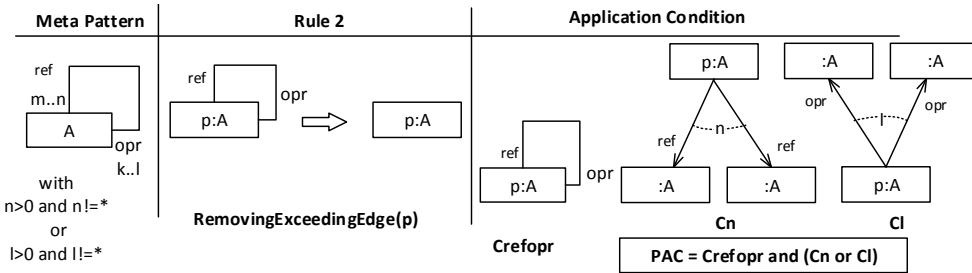 Meta Pattern
Rule 2
Application Condition
ref
m..n
A
opr
k..l
with
n>0 and n!=*
or
l>0 and l!=*
ref
opr
p:A
p:A
RemovingExceedingEdge(p)
ref
opr
p:A
Crefopr
p:A
n
ref
ref
:A
:A
Cn
:A
:A
opr
l
opr
p:A
Cl
PAC = Crefopr and (Cn or Cl)